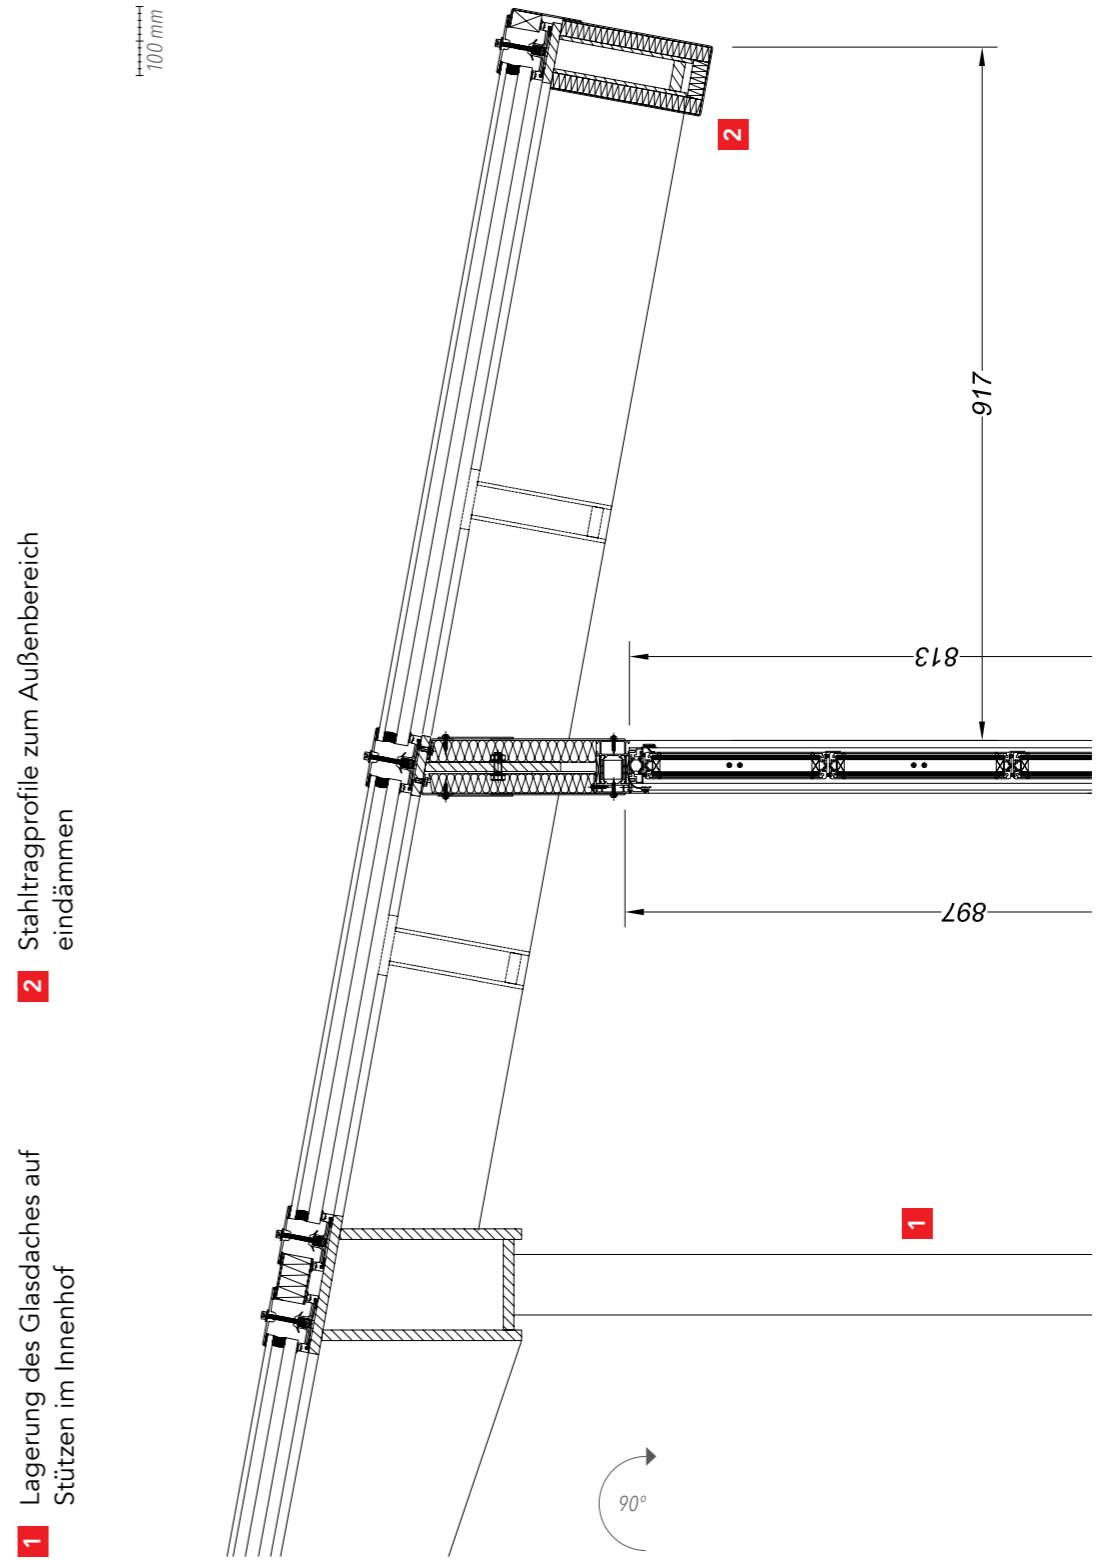 1 Lagerung des Glasdaches auf
Stützen im Innenhof
2 Stahltragprofile zum Außenbereich
eindämmen
100 mm
2
917
813
897
1
90°